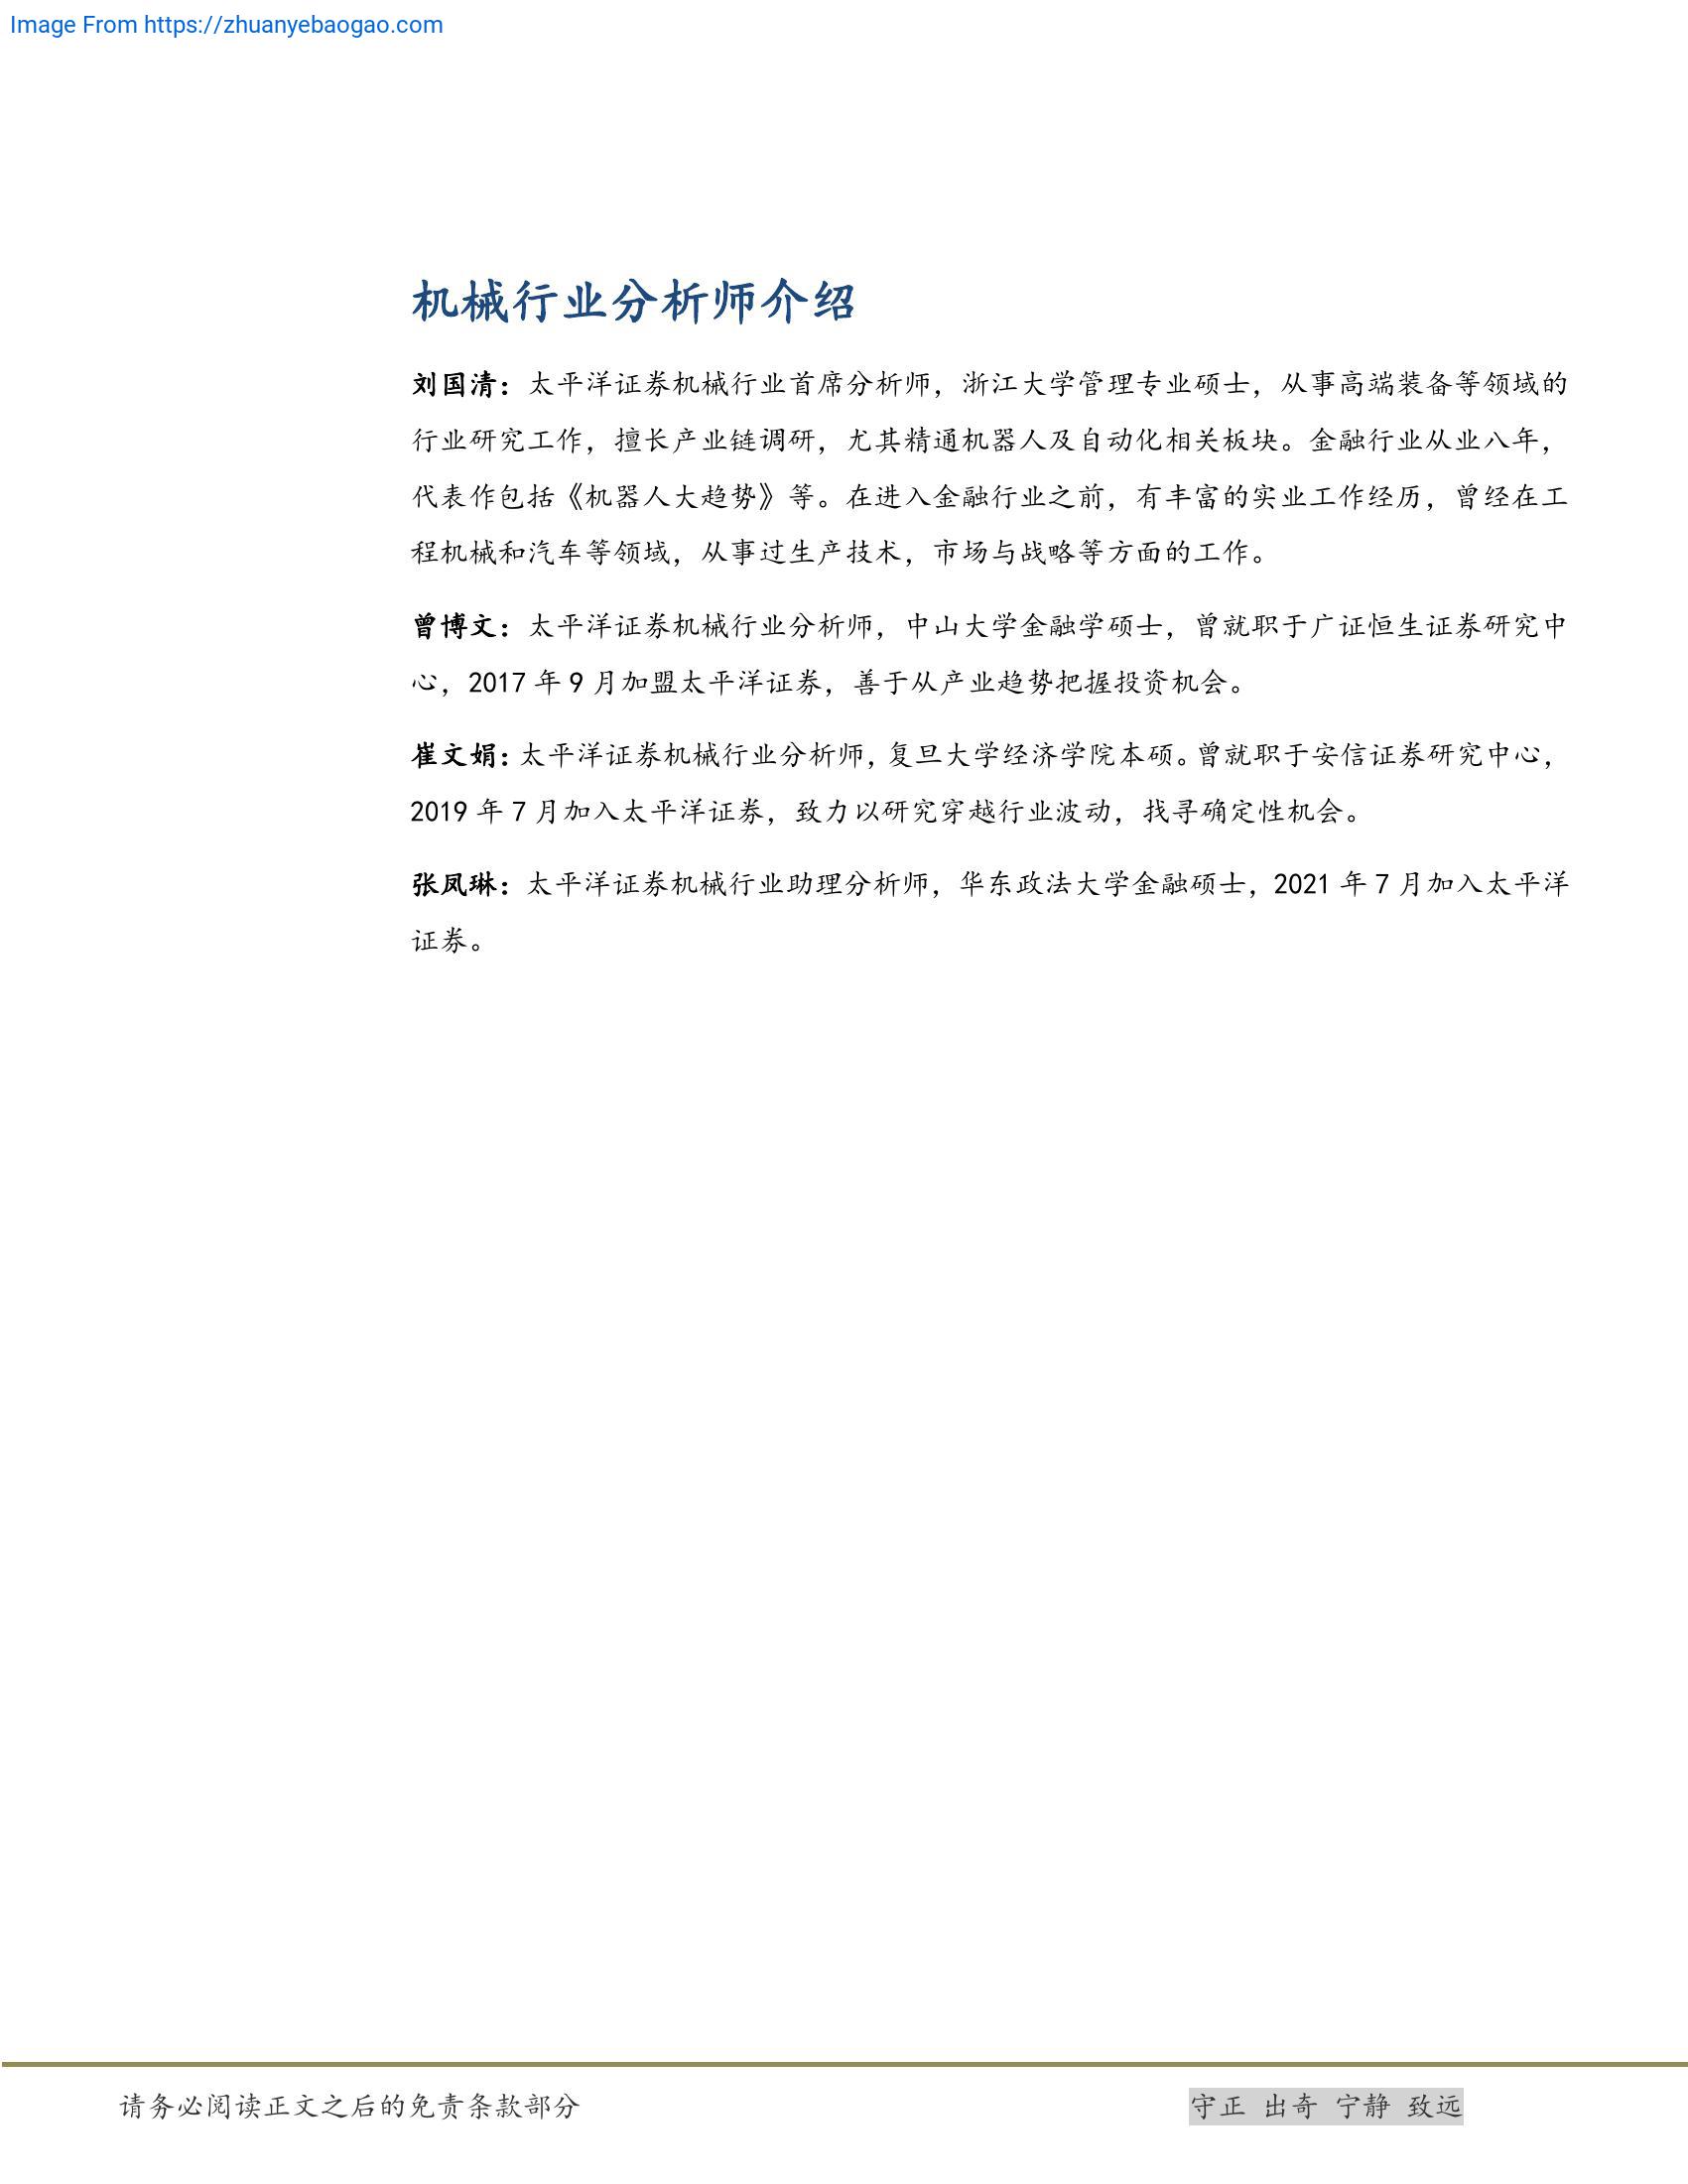 Image From https://zhuanyebaogao.com
机械行业分析师介绍
刘国清：太平洋证券机械行业首席分析师，浙江大学管理专业硕士，从事高端装备等领域的
行业研究工作，擅长产业链调研，尤其精通机器人及自动化相关板块。金融行业从业八年，
代表作包括《机器人大趋势》等。在进入金融行业之前，有丰富的实业工作经历，曾经在工
程机械和汽车等领域，从事过生产技术，市场与战略等方面的工作。
曾博文：太平洋证券机械行业分析师，中山大学金融学硕士，曾就职于广证恒生证券研究中
心，2017 年 9 月加盟太平洋证券，善于从产业趋势把握投资机会。
崔文娟：太平洋证券机械行业分析师，复旦大学经济学院本硕。曾就职于安信证券研究中心，
2019 年 7 月加入太平洋证券，致力以研究穿越行业波动，找寻确定性机会。
张凤琳：太平洋证券机械行业助理分析师，华东政法大学金融硕士，2021 年 7 月加入太平洋
证券。
请务必阅读正文之后的免责条款部分
守正 出奇 宁静 致远